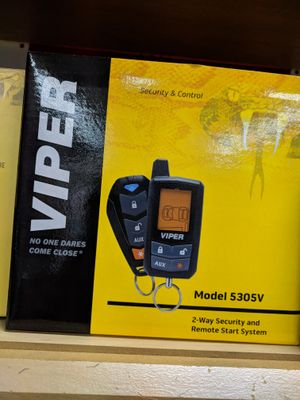 Security & Control
VIPER
NO ONE DARES
COME CLOSE®
VIPER
AUX
AUX
Model 5305V
2-Way Security and
Remote Start System